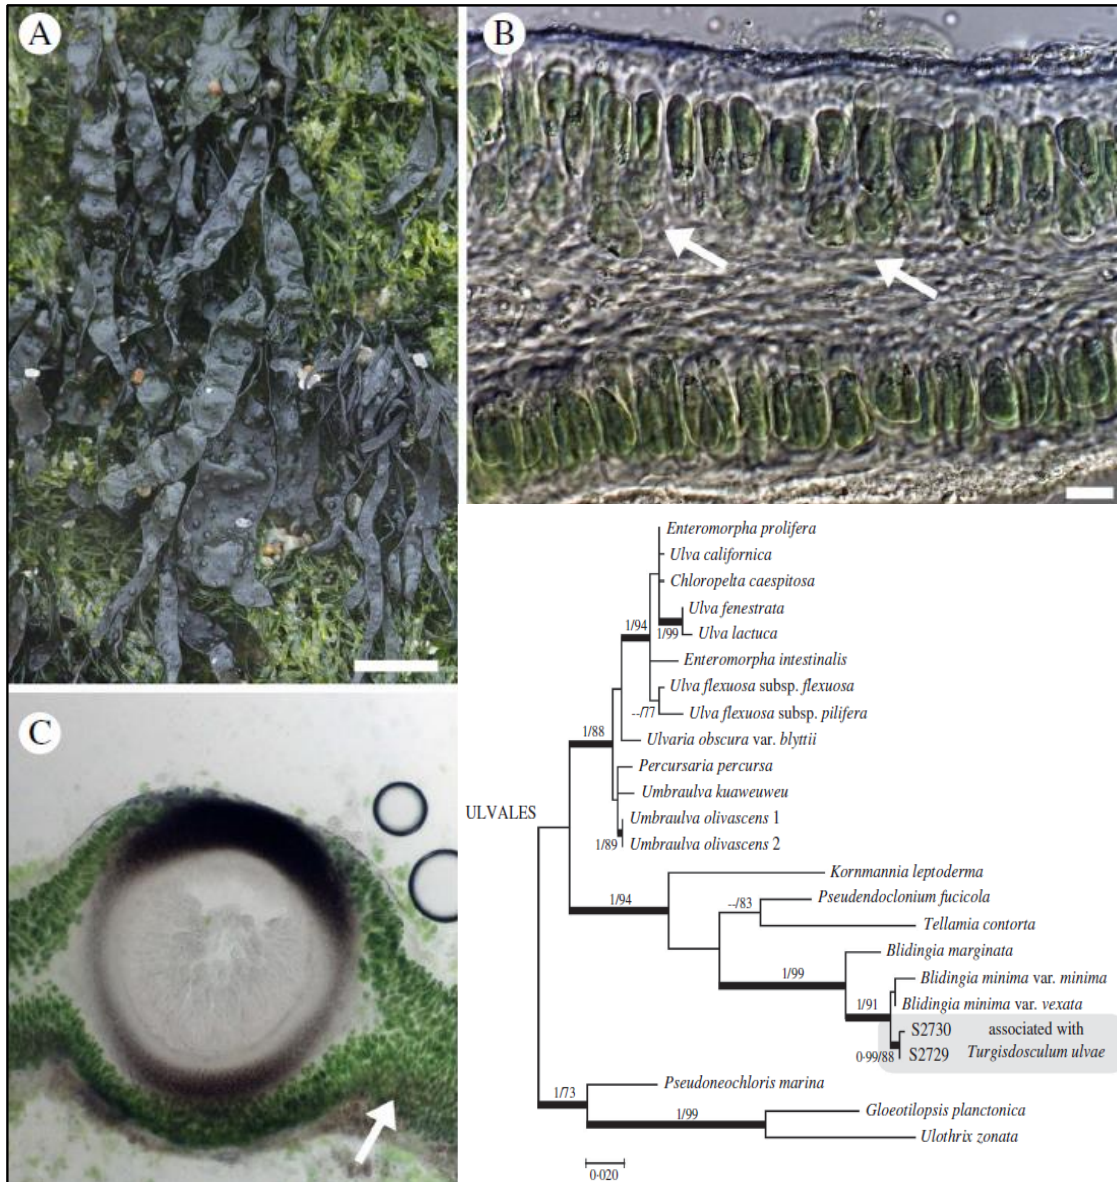 A
B
C
Enteromorpha prolifera
Ulva californica
Chloropelta caespitosa
1/94
Ulva fenestrata
1/99
Ulva lactuca
Enteromorpha intestinalis
Ulva flexuosa subsp. flexuosa
--/77
Ulva flexuosa subsp. pilifera
1/88
Ulvaria obscura var. blyttii
Percursaria percursa
Umbraulva kuaweuweu
ULVALES
Umbraulva olivascens 1
1/89
Umbraulva olivascens 2
Kornmannia leptoderma
1/94
--/83
Pseudendoclonium fucicola
Tellamia contorta
Blidingia marginata
1/99
Blidingia minima var. minima
1/91
Blidingia minima var. vexata
S2730 associated with
0·99/88 S2729 Turgisdosculum ulvae
Pseudoneochloris marina
1/73
1/99
Gloeotilopsis planctonica
Ulothrix zonata
0·020